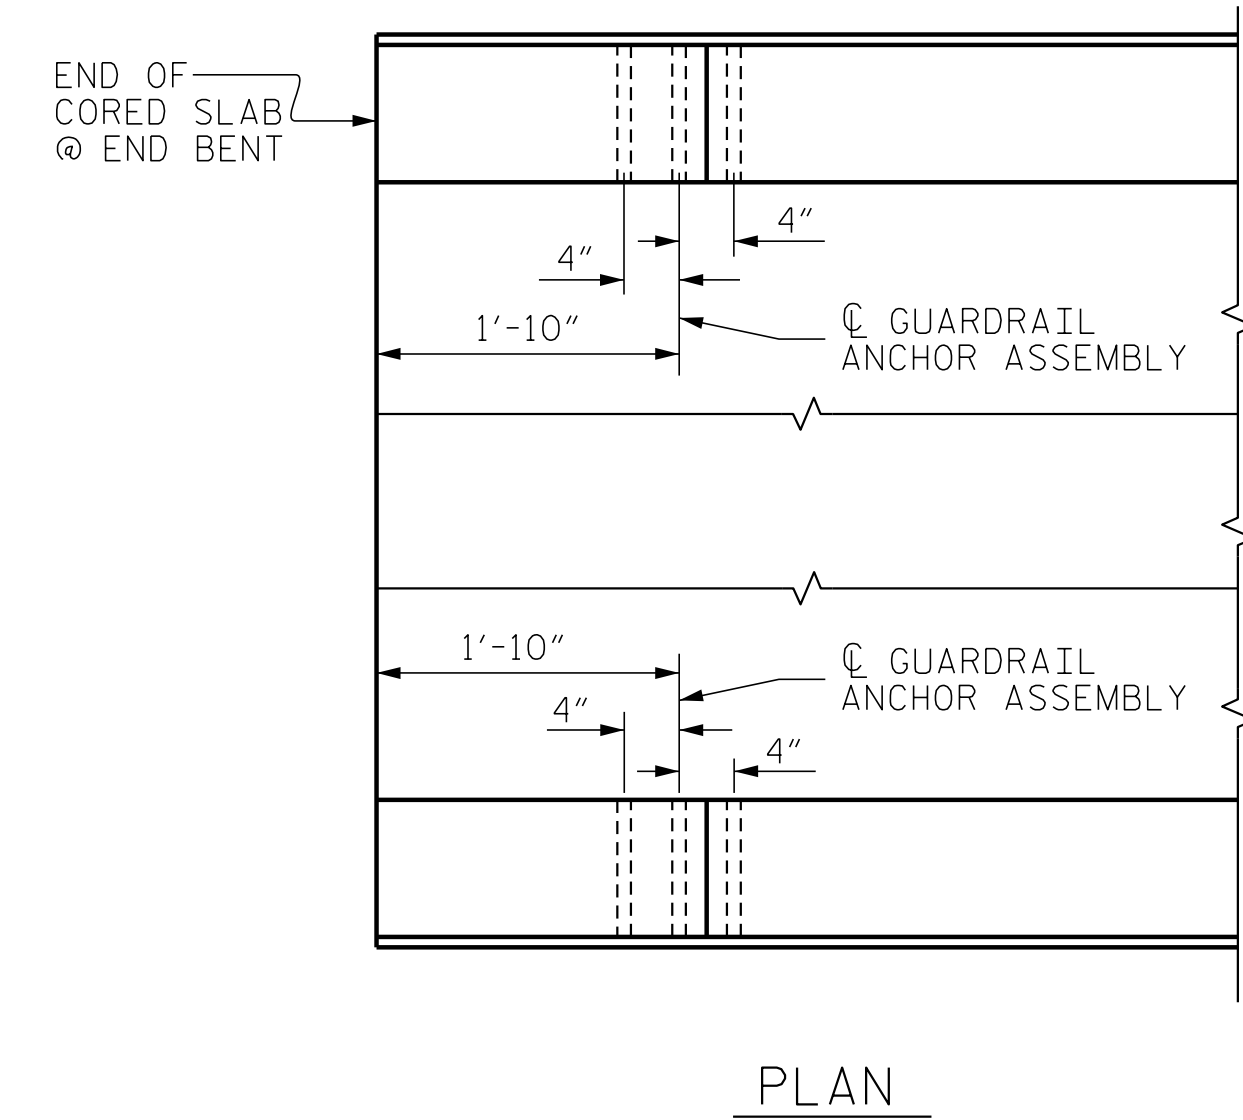 END OF
CORED SLAB
@ END BENT
4"
4"
1'-10"
℄ GUARDRAIL
ANCHOR ASSEMBLY
1'-10"
℄ GUARDRAIL
ANCHOR ASSEMBLY
4"
4"
PLAN